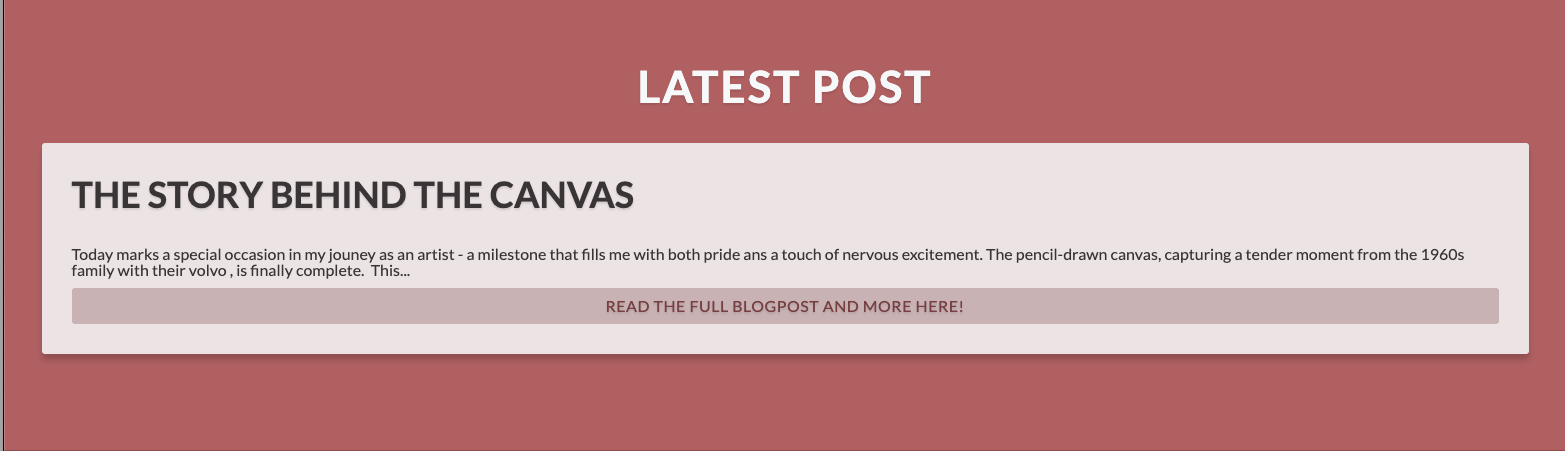 LATEST POST
THE STORY BEHIND THE CANVAS
Today marks a special occasion in my jouney as an artist - a milestone that fills me with both pride ans a touch of nervous excitement. The pencil-drawn canvas, capturing a tender moment from the 1960s
family with their volvo , is finally complete.  This...
READ THE FULL BLOGPOST AND MORE HERE!